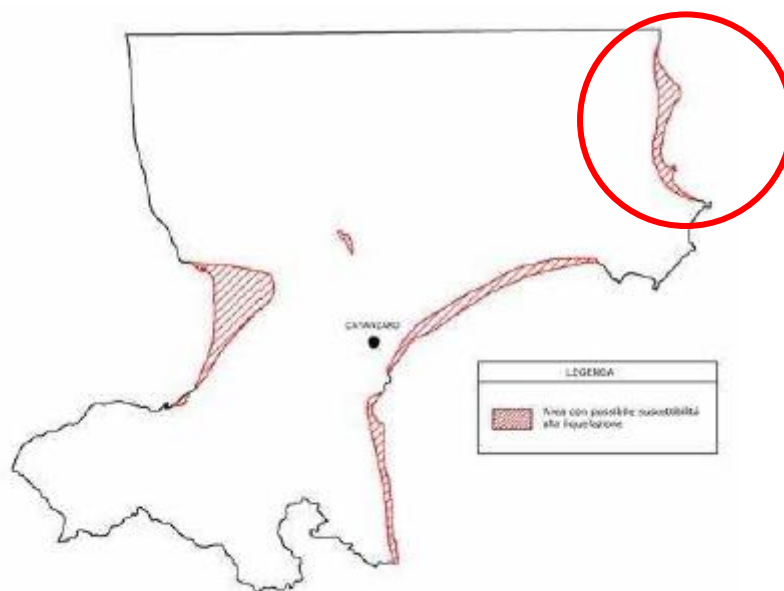 CATANZARO
LEGENDA
Area con possibile suscettibilità
alla liquefazione